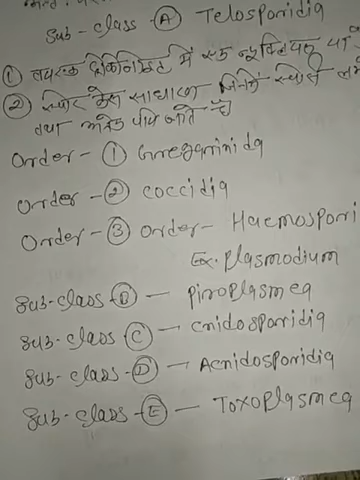 Sub-class - (A) Telosporidia
① वयस्क ट्रोफोजोइट में एक न्यूक्लियस
② स्पोर केस साधारण जिनमें
तथा अनेक पाये जाते है
Order - ① Gregarinida
Order - ② Coccidia
Order - ③ Order - Haemospori
Ex. Plasmodium
Sub-class (B) — Piroplasmea
Sub-class (C) — Cnidosporidia
Sub-class - (D) — Acnidosporidia
Sub-class - (E) — Toxoplasmea